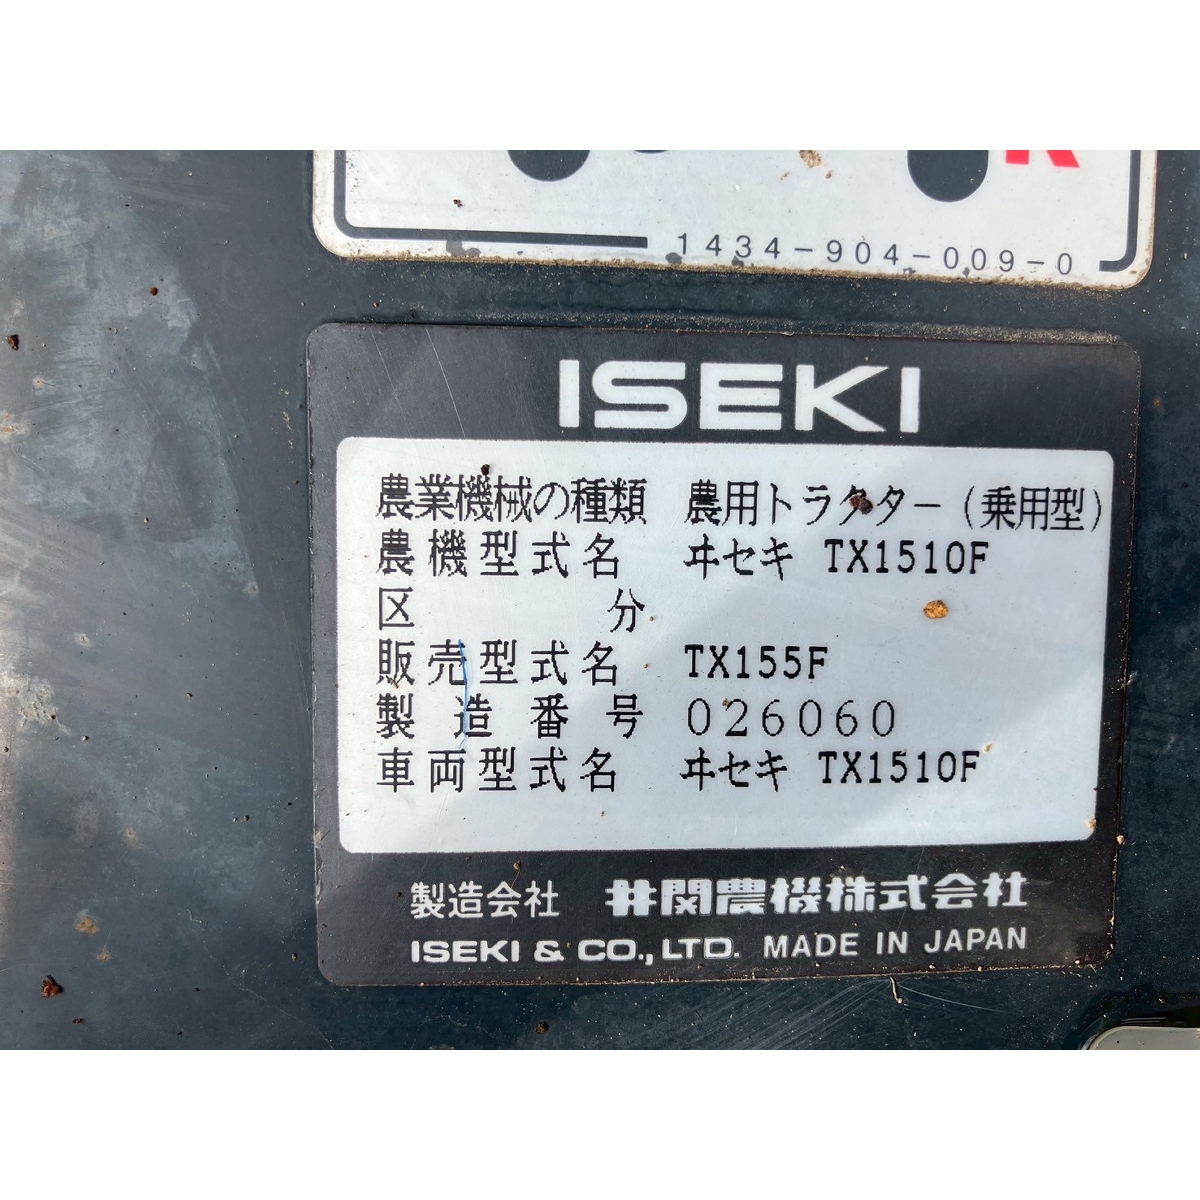 1434-904-009-0
ISEKI
農業機械の種類 農用トラクター(乗用型)
農機型式名 ヰセキ TX1510F
区分
販売型式名 TX155F
製造番号 026060
車両型式名 ヰセキ TX1510F
製造会社 井関農機株式会社
ISEKI & CO., LTD. MADE IN JAPAN